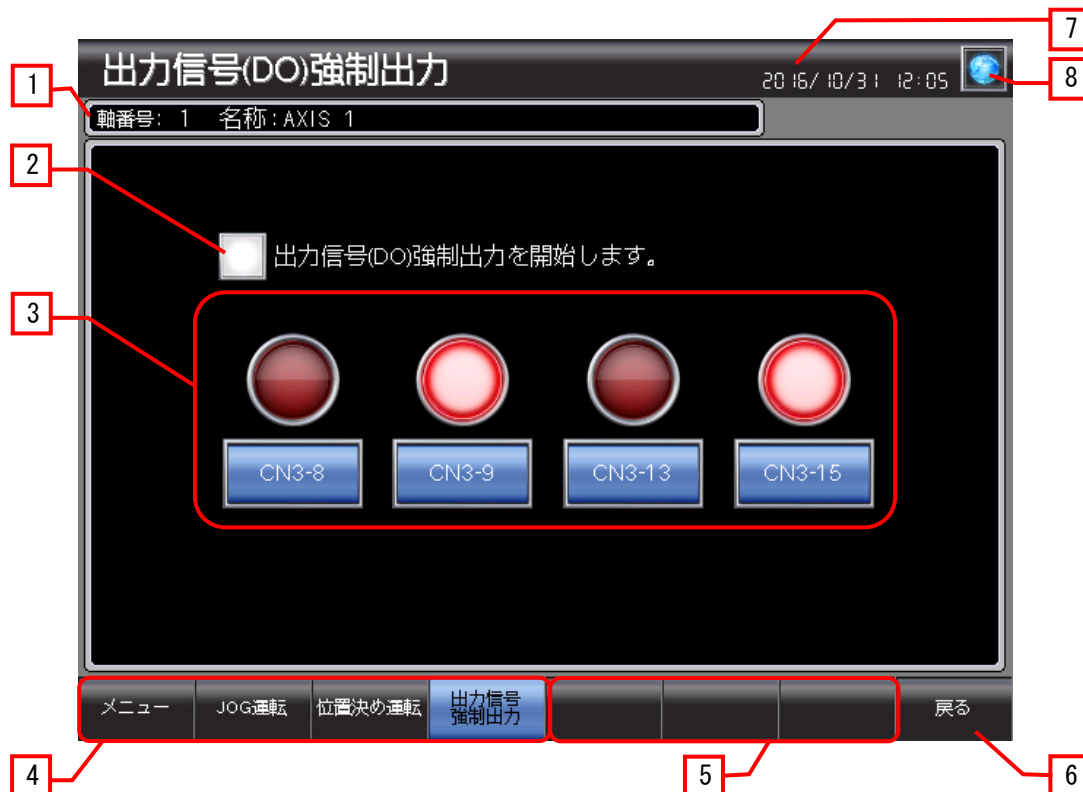 7
出力信号(DO)強制出力
2016/10/31 12:05
8
1
軸番号: 1 名称:AXIS 1
2
出力信号(DO)強制出力を開始します。
3
CN3-8 CN3-9 CN3-13 CN3-15
メニュー JOG運転 位置決め運転 出力信号 戻る
強制出力
4 5 6